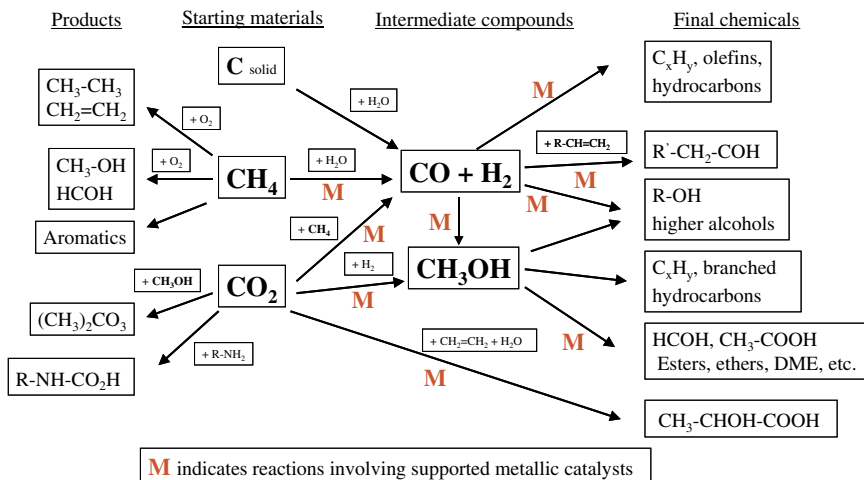 Products
Starting materials
Intermediate compounds
Final chemicals
CH₃-CH₃
CH₂=CH₂
+ O₂
CH₃-OH
HCOH
+ O₂
Aromatics
(CH₃)₂CO₃
+ CH₃OH
R-NH-CO₂H
+ R-NH₂
C solid
+ H₂O
CH₄
+ H₂O
M
+ CH₄
M
CO₂
+ H₂
M
+ CH₂=CH₂ + H₂O
M
CO + H₂
M
+ R-CH=CH₂
M
M
M
CH₃OH
M
CₓHᵧ, olefins,
hydrocarbons
R'-CH₂-COH
R-OH
higher alcohols
CₓHᵧ, branched
hydrocarbons
HCOH, CH₃-COOH
Esters, ethers, DME, etc.
CH₃-CHOH-COOH
M indicates reactions involving supported metallic catalysts